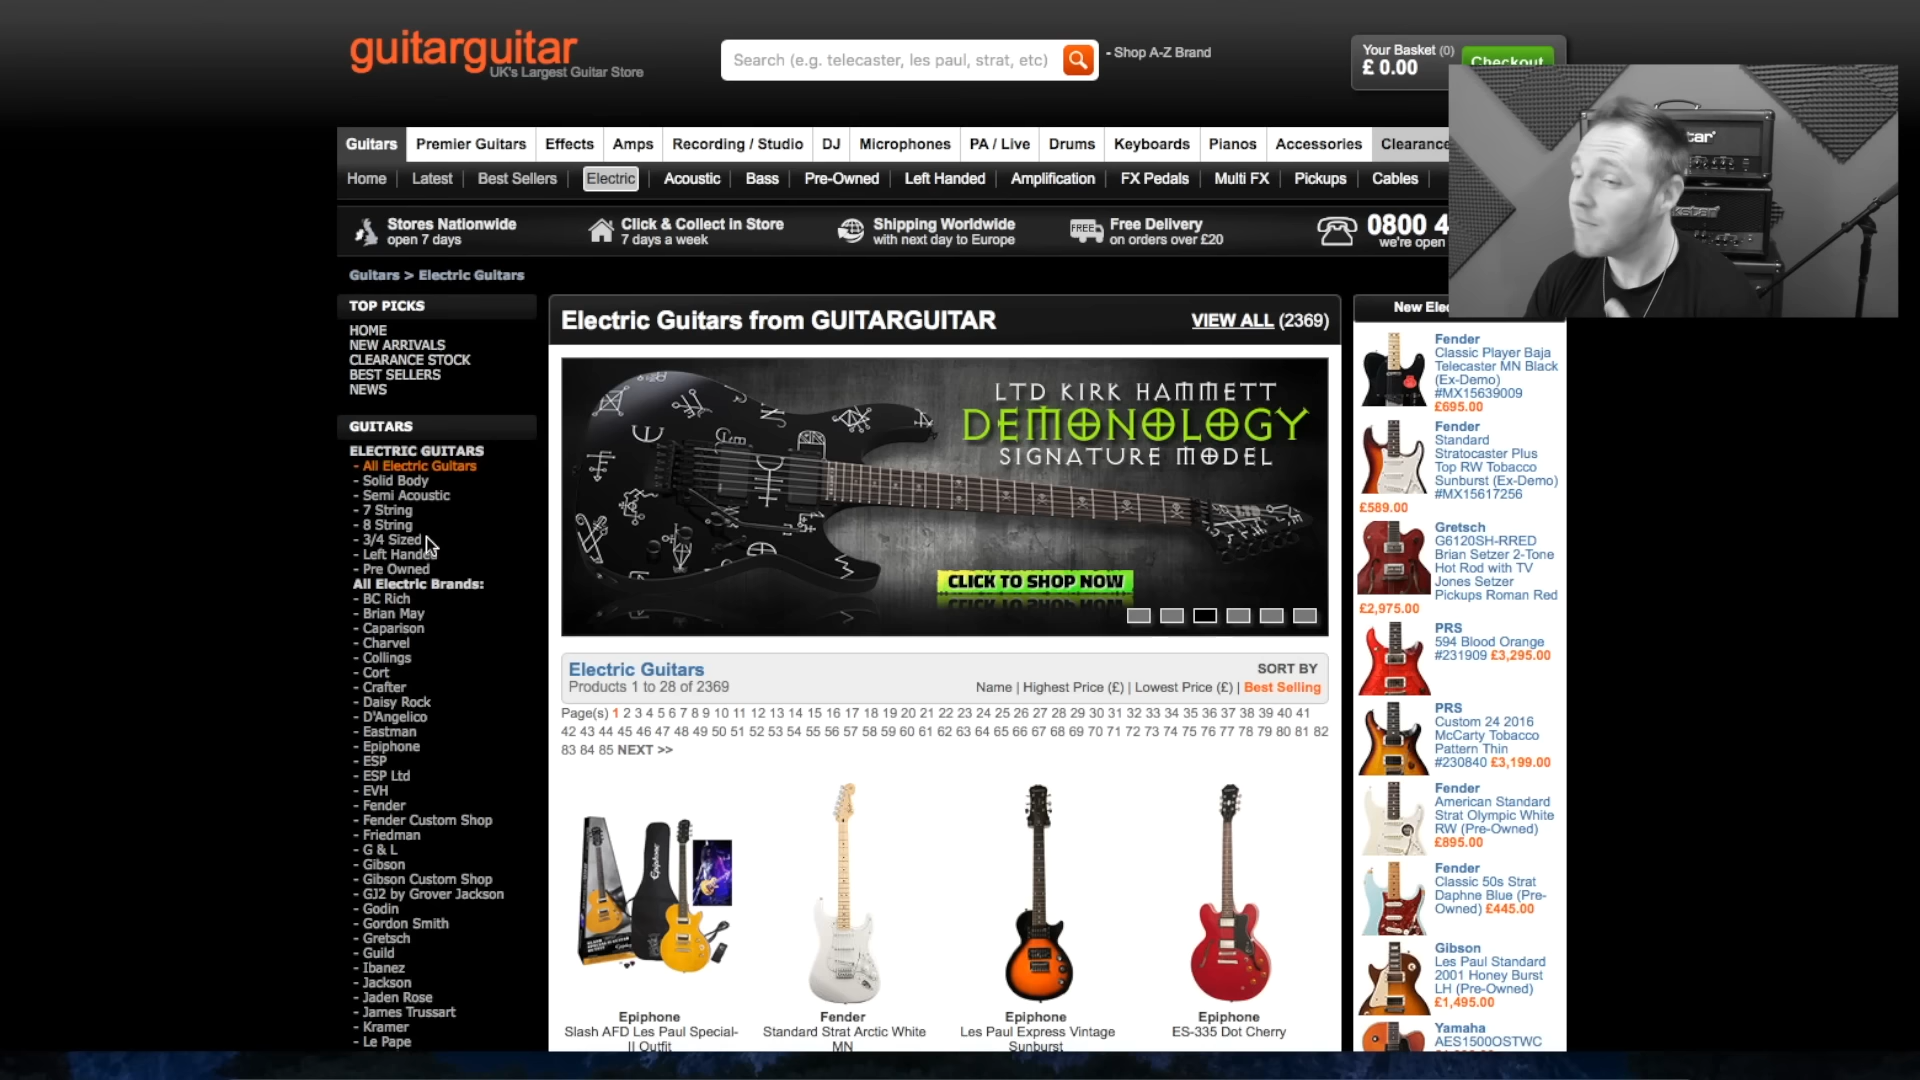 guitarguitar
UK's Largest Guitar Store
Search (e.g. telecaster, les paul, strat, etc)
- Shop A-Z Brand
Your Basket (0)
£ 0.00
Checkout
Guitars Premier Guitars Effects Amps Recording / Studio DJ Microphones PA / Live Drums Keyboards Pianos Accessories Clearance
Home | Latest | Best Sellers | Electric | Acoustic | Bass | Pre-Owned | Left Handed | Amplification | FX Pedals | Multi FX | Pickups | Cables |
Stores Nationwide
open 7 days
Click & Collect in Store
7 days a week
Shipping Worldwide
with next day to Europe
FREE
Free Delivery
on orders over £20
0800 4
we're open
Guitars > Electric Guitars
TOP PICKS
HOME
NEW ARRIVALS
CLEARANCE STOCK
BEST SELLERS
NEWS
GUITARS
ELECTRIC GUITARS
- All Electric Guitars
- Solid Body
- Semi Acoustic
- 7 String
- 8 String
- 3/4 Sized
- Left Handed
- Pre Owned
All Electric Brands:
- BC Rich
- Brian May
- Caparison
- Charvel
- Collings
- Cort
- Crafter
- Daisy Rock
- D'Angelico
- Eastman
- Epiphone
- ESP
- ESP Ltd
- EVH
- Fender
- Fender Custom Shop
- Friedman
- G & L
- Gibson
- Gibson Custom Shop
- GJ2 by Grover Jackson
- Godin
- Gordon Smith
- Gretsch
- Guild
- Ibanez
- Jackson
- Jaden Rose
- James Trussart
- Kramer
- Le Pape
Electric Guitars from GUITARGUITAR
VIEW ALL (2369)
LTD KIRK HAMMETT
DEMONOLOGY
SIGNATURE MODEL
CLICK TO SHOP NOW
Electric Guitars
Products 1 to 28 of 2369
SORT BY
Name | Highest Price (£) | Lowest Price (£) | Best Selling
Page(s) 1 2 3 4 5 6 7 8 9 10 11 12 13 14 15 16 17 18 19 20 21 22 23 24 25 26 27 28 29 30 31 32 33 34 35 36 37 38 39 40 41
42 43 44 45 46 47 48 49 50 51 52 53 54 55 56 57 58 59 60 61 62 63 64 65 66 67 68 69 70 71 72 73 74 75 76 77 78 79 80 81 82
83 84 85 NEXT >>
Epiphone
Epiphone
Slash AFD Les Paul Special-
II Outfit
Fender
Standard Strat Arctic White
MN
Epiphone
Les Paul Express Vintage
Sunburst
Epiphone
ES-335 Dot Cherry
New Ele
Fender
Classic Player Baja
Telecaster MN Black
(Ex-Demo)
#MX15639009
£695.00
Fender
Standard
Stratocaster Plus
Top RW Tobacco
Sunburst (Ex-Demo)
#MX15617256
£589.00
Gretsch
G6120SH-RRED
Brian Setzer 2-Tone
Hot Rod with TV
Jones Setzer
Pickups Roman Red
£2,975.00
PRS
594 Blood Orange
#231909 £3,295.00
PRS
Custom 24 2016
McCarty Tobacco
Pattern Thin
#230840 £3,199.00
Fender
American Standard
Strat Olympic White
RW (Pre-Owned)
£895.00
Fender
Classic 50s Strat
Daphne Blue (Pre-
Owned) £445.00
Gibson
Les Paul Standard
2001 Honey Burst
LH (Pre-Owned)
£1,495.00
Yamaha
AES1500OSTWC
tar
kstar